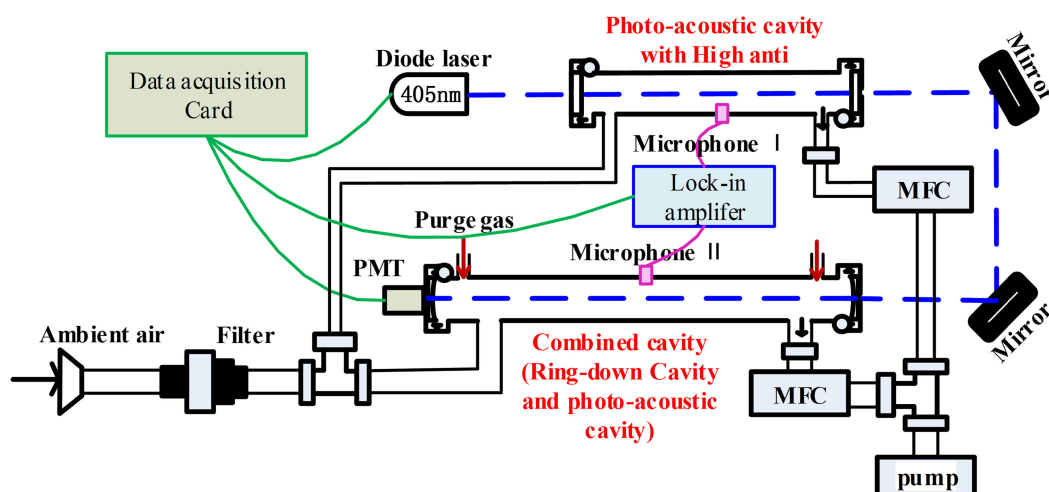 Photo-acoustic cavity
with High anti
Mirror
Diode laser
Data acquisition
Card
405nm
Microphone I
Lock-in
amplifer
MFC
Purge gas
Microphone II
PMT
Mirror
Ambient air
Filter
Combined cavity
(Ring-down Cavity
and photo-acoustic
cavity)
MFC
pump